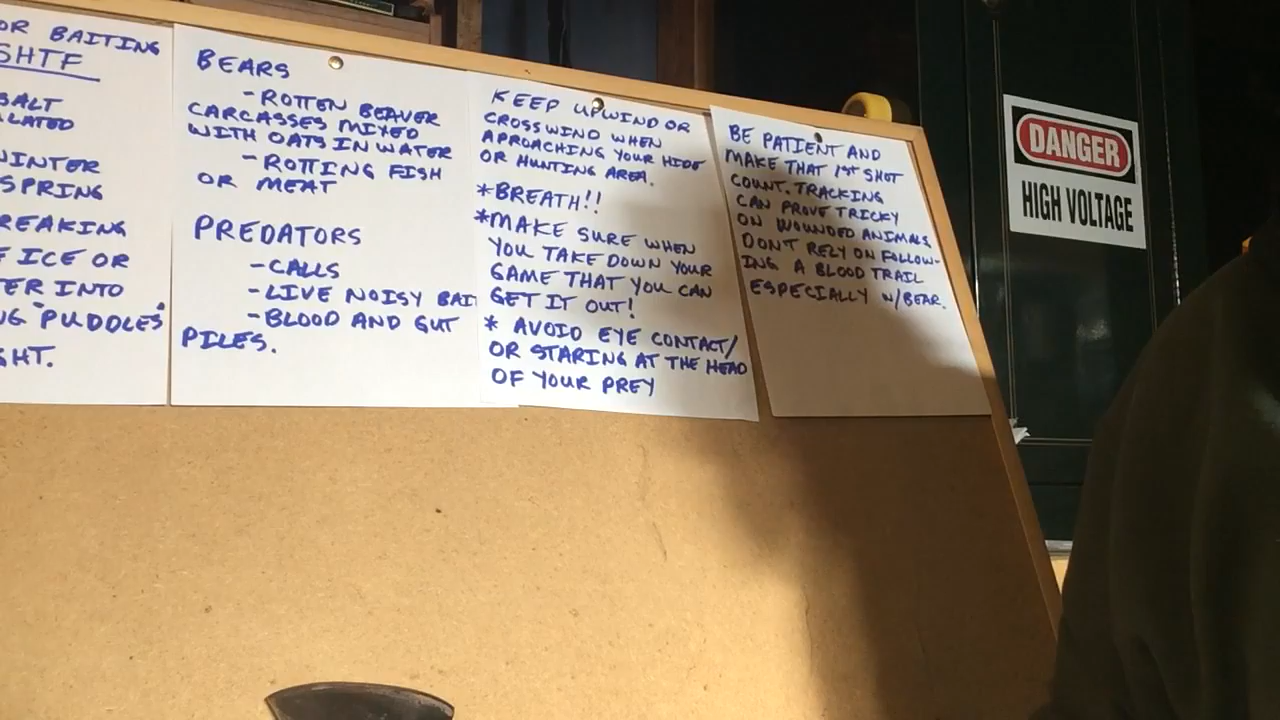 OR BAITING
SHTF
SALT
LATED
WINTER
SPRING
REAKING
F ICE OR
TER INTO
NG "PUDDLES"
GHT.
BEARS
- ROTTEN BEAVER
CARCASSES MIXED
WITH OATS IN WATER
- ROTTING FISH
OR MEAT
PREDATORS
- CALLS
- LIVE NOISY BAI
- BLOOD AND GUT
PILES.
KEEP UPWIND OR
CROSSWIND WHEN
APROACHING YOUR HIDE
OR HUNTING AREA.
*BREATH!!
*MAKE SURE WHEN
YOU TAKE DOWN YOUR
GAME THAT YOU CAN
GET IT OUT!
* AVOID EYE CONTACT/
OR STARING AT THE HEAD
OF YOUR PREY
BE PATIENT AND
MAKE THAT 1ST SHOT
COUNT. TRACKING
CAN PROVE TRICKY
ON WOUNDED ANIMALS.
DON'T RELY ON FOLLOW-
ING A BLOOD TRAIL
ESPECIALLY W/BEAR.
DANGER
HIGH VOLTAGE